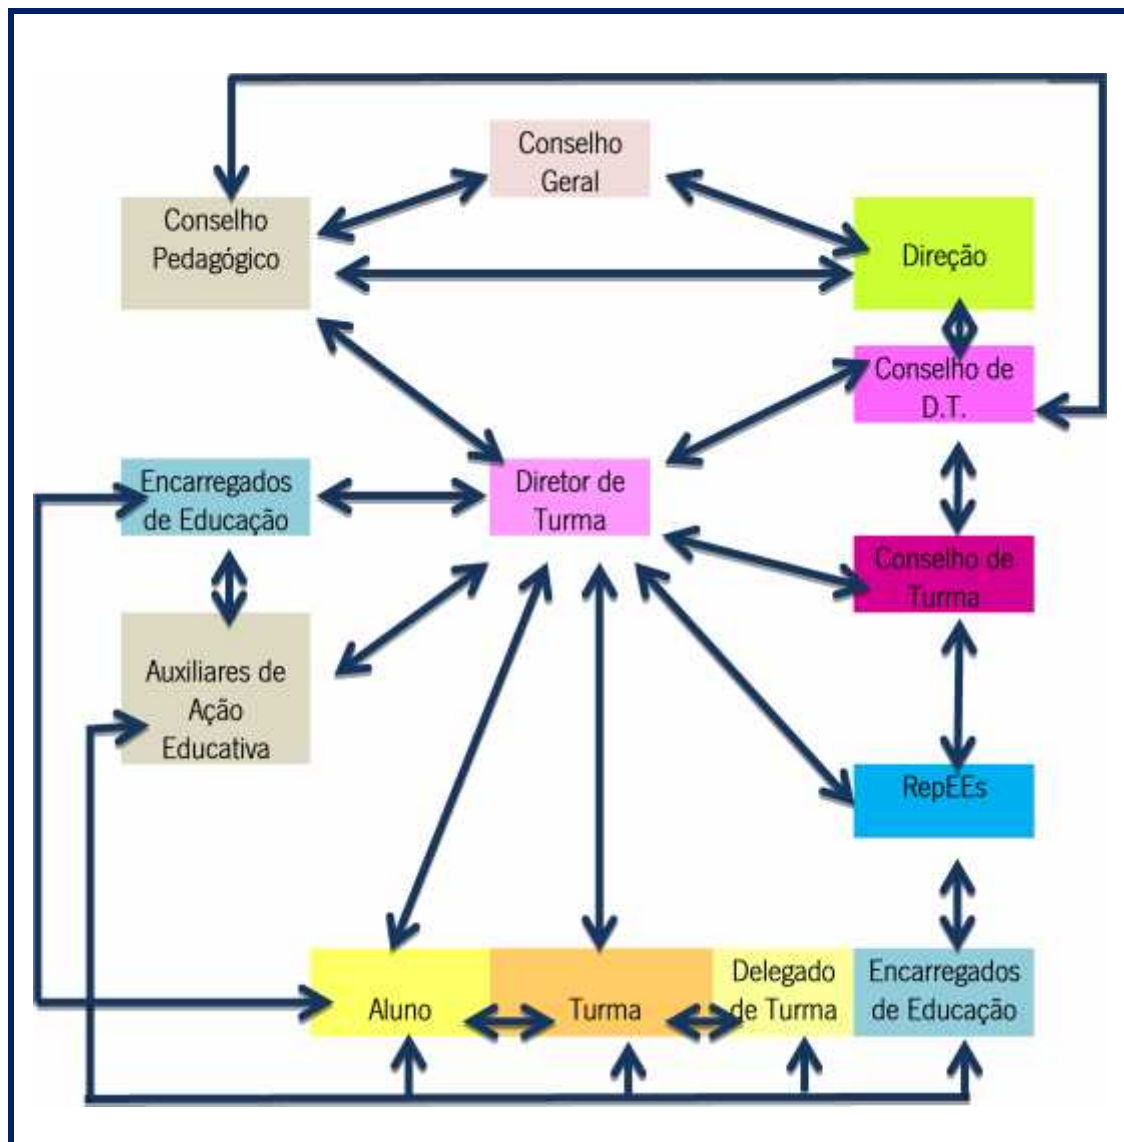 Conselho
Geral
Conselho
Pedagógico
Direção
Conselho de
D.T.
Encarregados
de Educação
Diretor de
Turma
Conselho de
Turma
Auxiliares de
Ação
Educativa
RepEEs
Aluno
Turma
Delegado
de Turma
Encarregados
de Educação